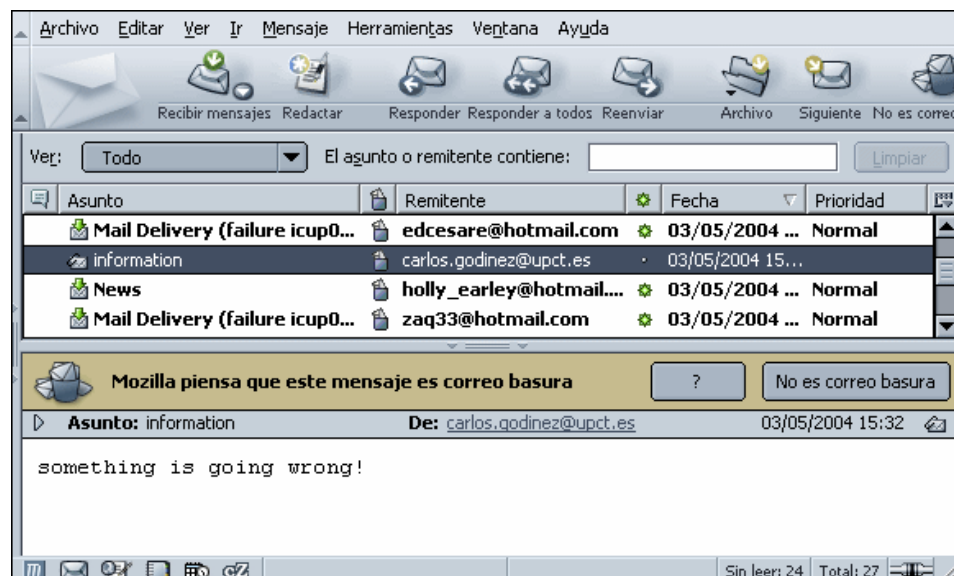 Archivo Editar Ver Ir Mensaje Herramientas Ventana Ayuda
Recibir mensajes Redactar Responder Responder a todos Reenviar Archivo Siguiente No es correo
Ver: Todo El asunto o remitente contiene: Limpiar
Asunto Remitente Fecha Prioridad
Mail Delivery (failure icup0... edcesare@hotmail.com 03/05/2004 ... Normal
information carlos.godinez@upct.es 03/05/2004 15...
News holly_earley@hotmail.... 03/05/2004 ... Normal
Mail Delivery (failure icup0... zaq33@hotmail.com 03/05/2004 ... Normal
Mozilla piensa que este mensaje es correo basura ? No es correo basura
Asunto: information De: carlos.godinez@upct.es 03/05/2004 15:32
something is going wrong!
Sin leer: 24 Total: 27